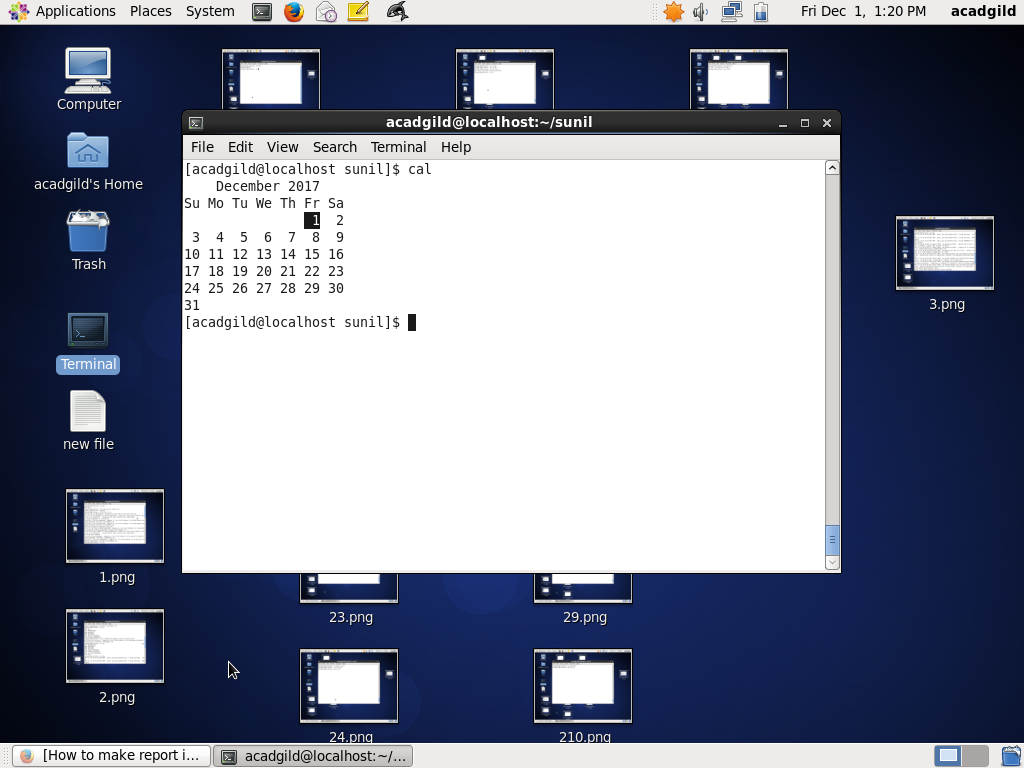 Applications Places System Fri Dec 1, 1:20 PM acadgild
Computer
acadgild's Home
Trash
Terminal
new file
1.png
2.png
acadgild@localhost:~/sunil
File Edit View Search Terminal Help
[acadgild@localhost sunil]$ cal
December 2017
Su Mo Tu We Th Fr Sa
1 2
3 4 5 6 7 8 9
10 11 12 13 14 15 16
17 18 19 20 21 22 23
24 25 26 27 28 29 30
31
[acadgild@localhost sunil]$
3.png
23.png 29.png
24.png 210.png
[How to make report i... acadgild@localhost:~/...